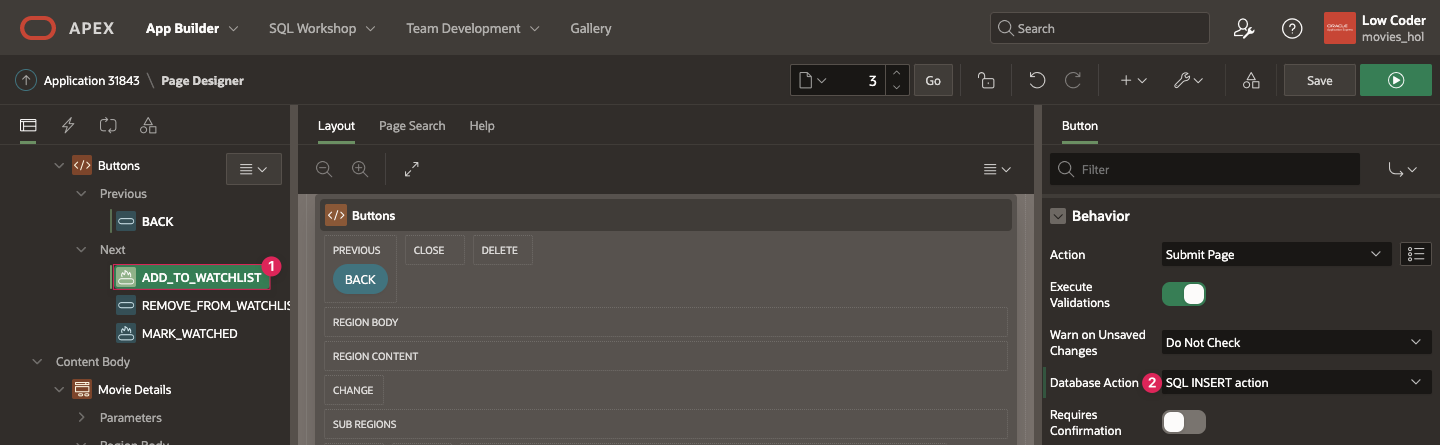 APEX App Builder SQL Workshop Team Development Gallery Search Low Coder
movies_hol
Application 31843 \ Page Designer 3 Go Save
Layout Page Search Help Button
Buttons
Filter
Previous
BACK
Next
ADD_TO_WATCHLIST 1
REMOVE_FROM_WATCHLIS
MARK_WATCHED
Content Body
Movie Details
Parameters
Region Body
Buttons
PREVIOUS CLOSE DELETE
BACK
REGION BODY
REGION CONTENT
CHANGE
SUB REGIONS
Behavior
Action Submit Page
Execute
Validations
Warn on Unsaved
Changes
Do Not Check
Database Action 2 SQL INSERT action
Requires
Confirmation